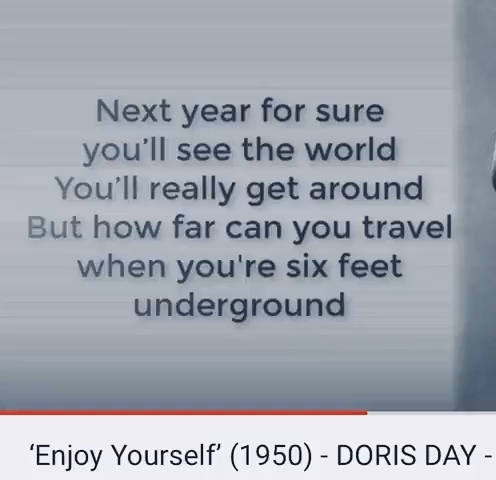 Next year for sure
you'll see the world
You'll really get around
But how far can you travel
when you're six feet
underground
‘Enjoy Yourself’ (1950) - DORIS DAY -